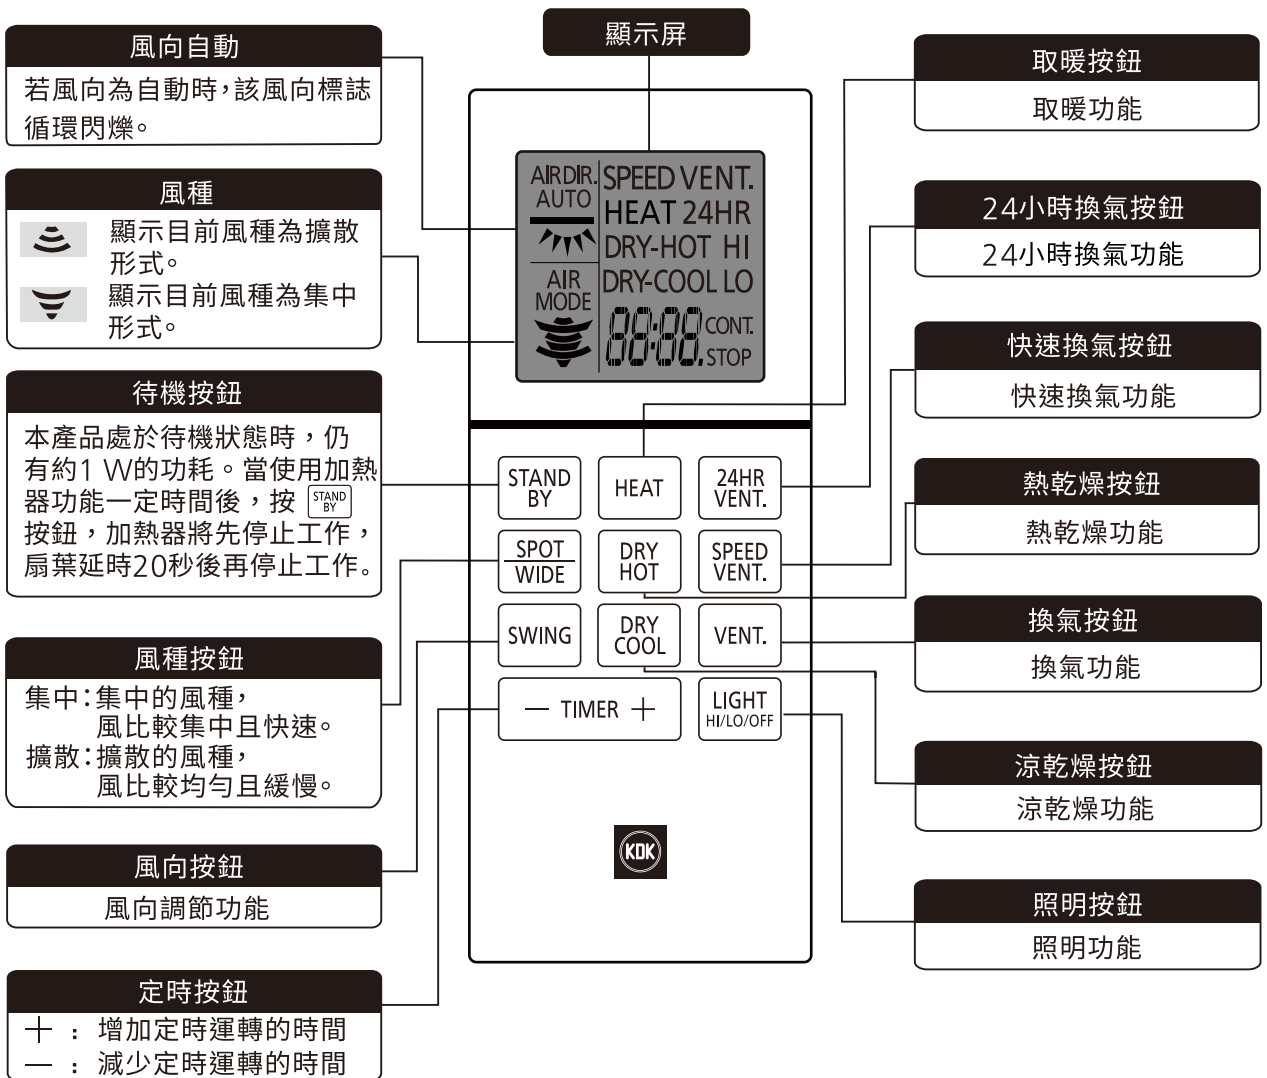 顯示屏
風向自動
若風向為自動時，該風向標誌
循環閃爍。
風種
顯示目前風種為擴散
形式。
顯示目前風種為集中
形式。
待機按鈕
本產品處於待機狀態時，仍
有約1 W的功耗。當使用加熱
器功能一定時間後，按 STAND BY
按鈕，加熱器將先停止工作，
扇葉延時20秒後再停止工作。
風種按鈕
集中：集中的風種，
風比較集中且快速。
擴散：擴散的風種，
風比較均勻且緩慢。
風向按鈕
風向調節功能
定時按鈕
＋ ： 增加定時運轉的時間
— ： 減少定時運轉的時間
AIR DIR.
AUTO
AIR
MODE
SPEED VENT.
HEAT 24HR
DRY-HOT HI
DRY-COOL LO
88:88. CONT.
STOP
STAND
BY
HEAT
24HR
VENT.
SPOT
WIDE
DRY
HOT
SPEED
VENT.
SWING
DRY
COOL
VENT.
— TIMER ＋
LIGHT
HI/LO/OFF
KDK
取暖按鈕
取暖功能
24小時換氣按鈕
24小時換氣功能
快速換氣按鈕
快速換氣功能
熱乾燥按鈕
熱乾燥功能
換氣按鈕
換氣功能
涼乾燥按鈕
涼乾燥功能
照明按鈕
照明功能